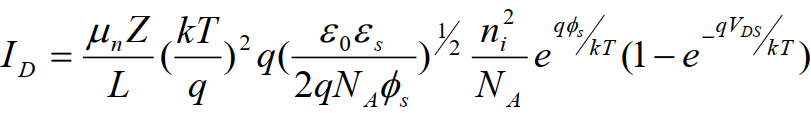 I_D = \frac{\mu_n Z}{L} (\frac{kT}{q})^2 q (\frac{\varepsilon_0 \varepsilon_s}{2qN_A \phi_s})^{1/2} \frac{n_i^2}{N_A} e^{q\phi_s / kT} (1 - e^{-qV_{DS} / kT})